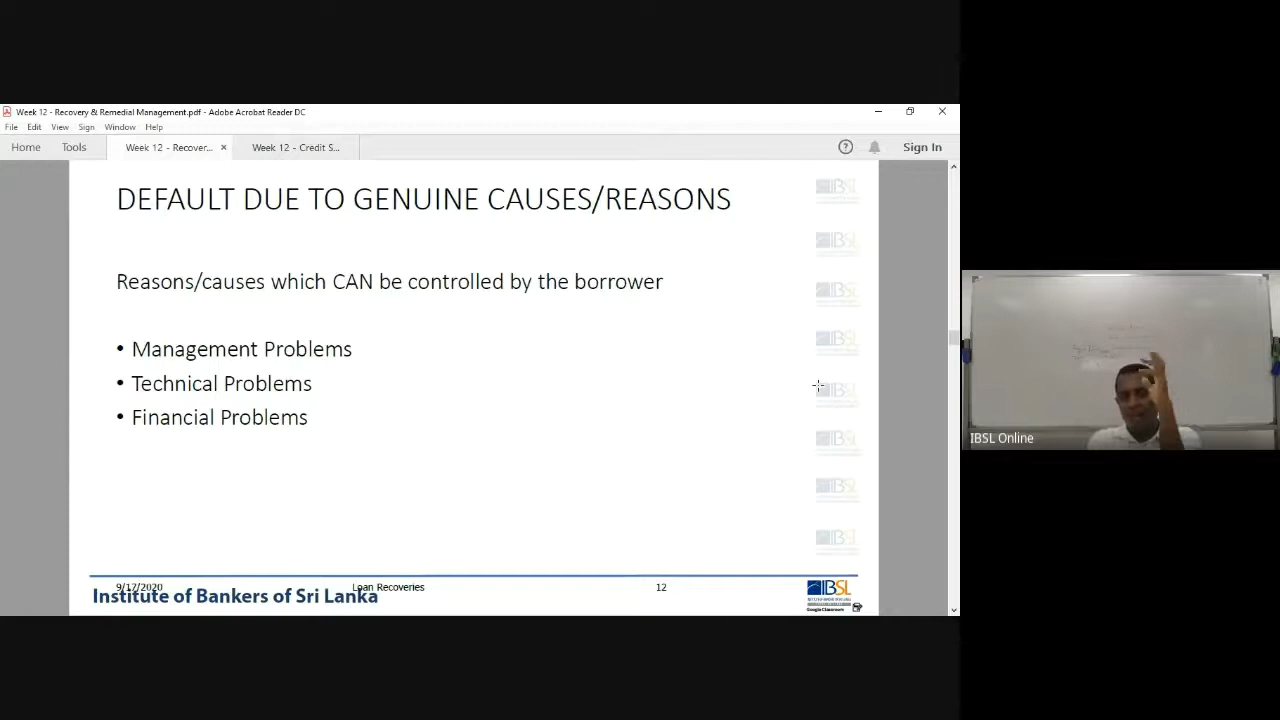 Week 12 - Recovery & Remedial Management.pdf - Adobe Acrobat Reader DC
File Edit View Sign Window Help
Home Tools Week 12 - Recover... × Week 12 - Credit S... Sign In
DEFAULT DUE TO GENUINE CAUSES/REASONS
Reasons/causes which CAN be controlled by the borrower
• Management Problems
• Technical Problems
• Financial Problems
9/17/2020 Loan Recoveries 12
Institute of Bankers of Sri Lanka
IBSL
Google Classroom
IBSL Online